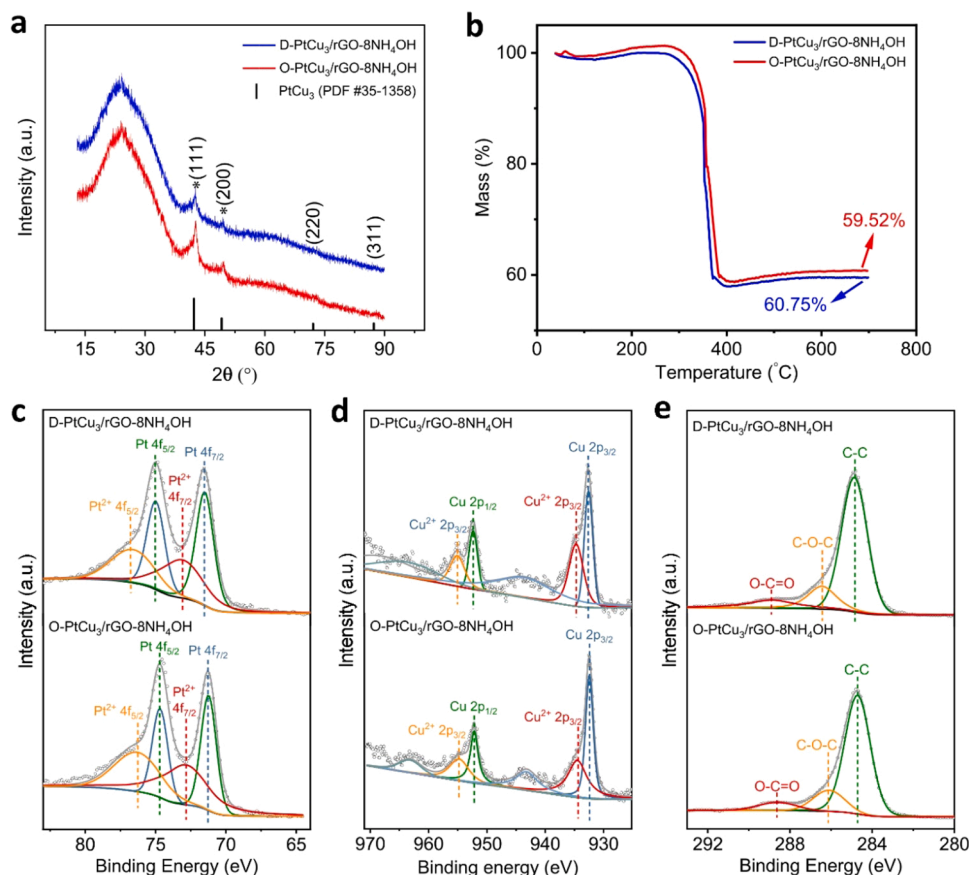 a
D-PtCu₃/rGO-8NH₄OH
O-PtCu₃/rGO-8NH₄OH
PtCu₃ (PDF #35-1358)
*(111)
*(200)
(220)
(311)
Intensity (a.u.)
15 30 45 60 75 90
2θ (°)
b
D-PtCu₃/rGO-8NH₄OH
O-PtCu₃/rGO-8NH₄OH
100
80
60
59.52%
60.75%
Mass (%)
0 200 400 600 800
Temperature (°C)
c
D-PtCu₃/rGO-8NH₄OH
Pt 4f₅/₂
Pt 4f₇/₂
Pt²⁺ 4f₅/₂
Pt²⁺
4f₇/₂
O-PtCu₃/rGO-8NH₄OH
Pt 4f₅/₂
Pt 4f₇/₂
Pt²⁺ 4f₅/₂
Pt²⁺
4f₇/₂
Intensity (a.u.)
80 75 70 65
Binding Energy (eV)
d
D-PtCu₃/rGO-8NH₄OH
Cu 2p₃/₂
Cu 2p₁/₂
Cu²⁺ 2p₃/₂
Cu²⁺ 2p₃/₂
O-PtCu₃/rGO-8NH₄OH
Cu 2p₃/₂
Cu 2p₁/₂
Cu²⁺ 2p₃/₂
Cu²⁺ 2p₃/₂
Intensity (a.u.)
970 960 950 940 930
Binding energy (eV)
e
D-PtCu₃/rGO-8NH₄OH
C-C
C-O-C
O-C=O
O-PtCu₃/rGO-8NH₄OH
C-C
C-O-C
O-C=O
Intensity (a.u.)
292 288 284 280
Binding Energy (eV)